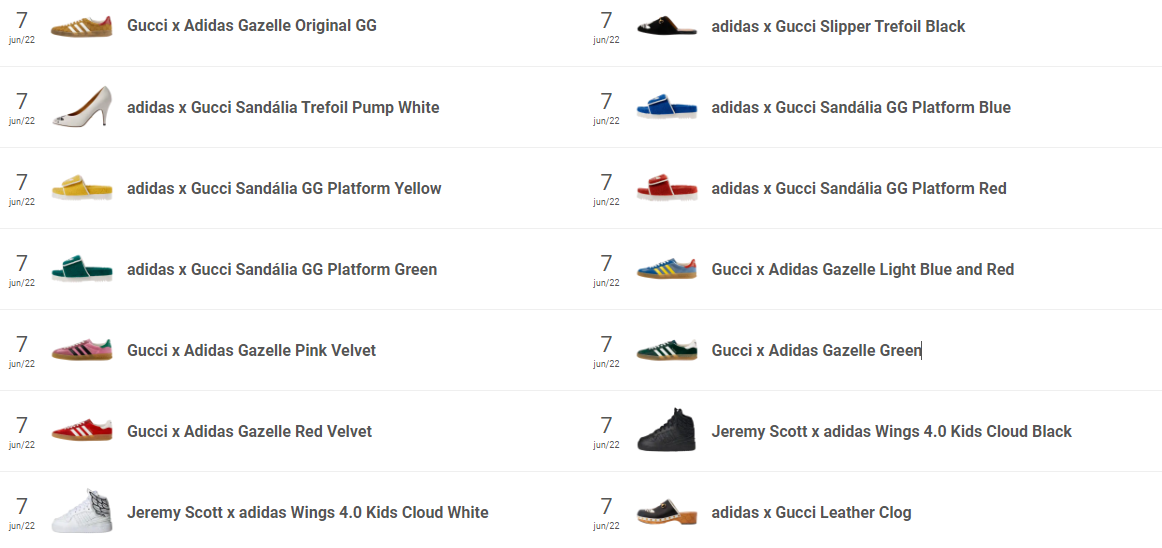 7
jun/22
Gucci x Adidas Gazelle Original GG
7
jun/22
adidas x Gucci Slipper Trefoil Black
7
jun/22
adidas x Gucci Sandália Trefoil Pump White
7
jun/22
adidas x Gucci Sandália GG Platform Blue
7
jun/22
adidas x Gucci Sandália GG Platform Yellow
7
jun/22
adidas x Gucci Sandália GG Platform Red
7
jun/22
adidas x Gucci Sandália GG Platform Green
7
jun/22
Gucci x Adidas Gazelle Light Blue and Red
7
jun/22
Gucci x Adidas Gazelle Pink Velvet
7
jun/22
Gucci x Adidas Gazelle Green
7
jun/22
Gucci x Adidas Gazelle Red Velvet
7
jun/22
Jeremy Scott x adidas Wings 4.0 Kids Cloud Black
7
jun/22
Jeremy Scott x adidas Wings 4.0 Kids Cloud White
7
jun/22
adidas x Gucci Leather Clog